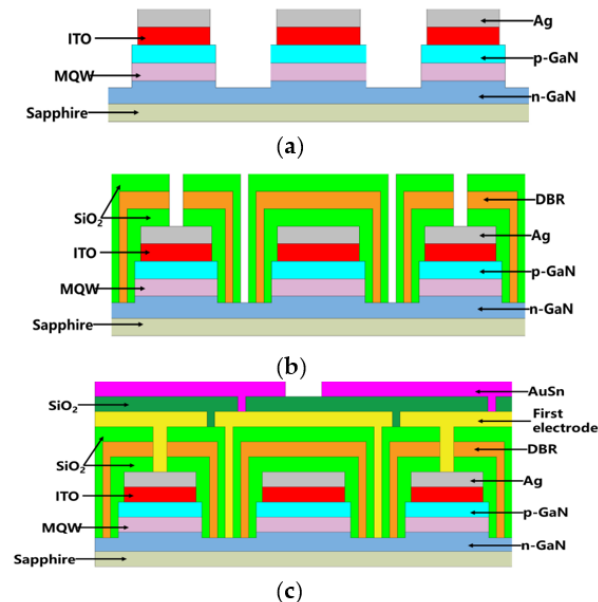 Ag
ITO
p-GaN
MQW
n-GaN
Sapphire
(a)
SiO2
DBR
Ag
ITO
p-GaN
MQW
n-GaN
Sapphire
(b)
AuSn
SiO2
First
electrode
SiO2
DBR
Ag
ITO
p-GaN
MQW
n-GaN
Sapphire
(c)